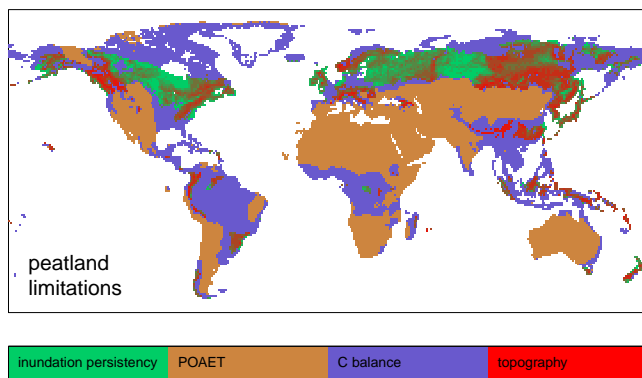 peatland
limitations
inundation persistency POAET C balance topography